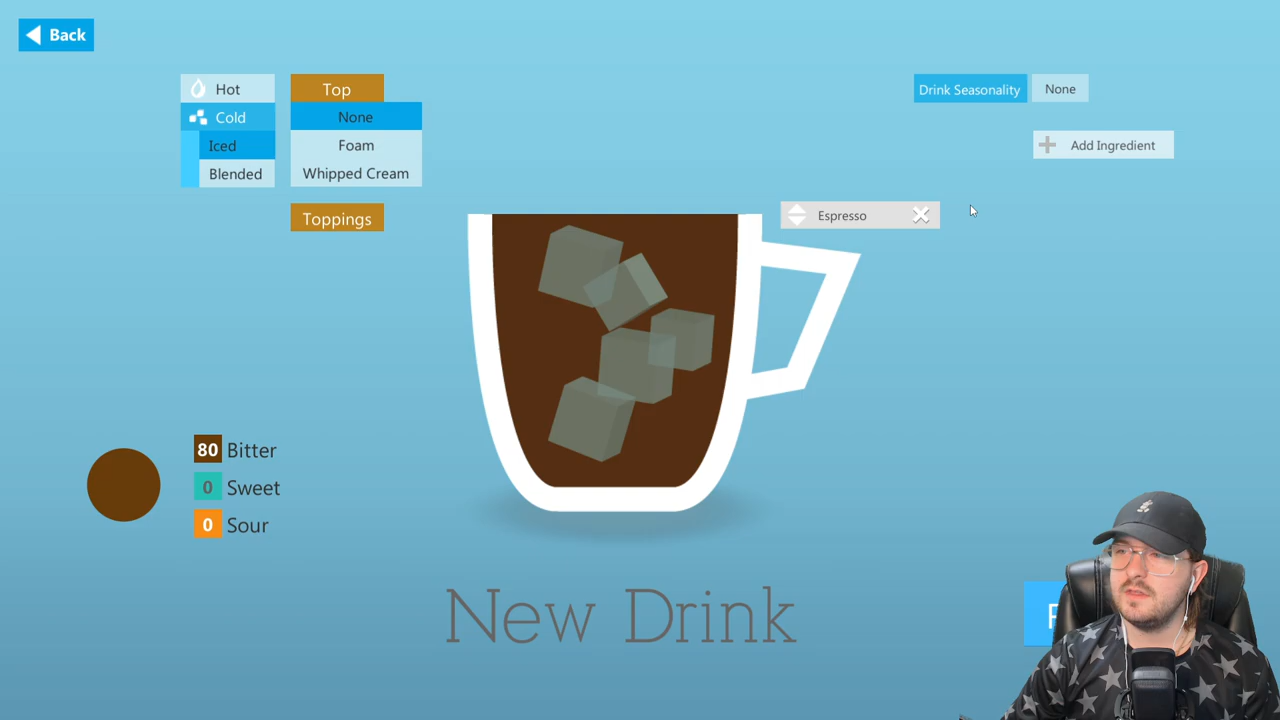 Back
Hot
Top
Drink Seasonality
None
Cold
None
Iced
Foam
Add Ingredient
Blended
Whipped Cream
Toppings
Espresso
80 Bitter
0 Sweet
0 Sour
New Drink